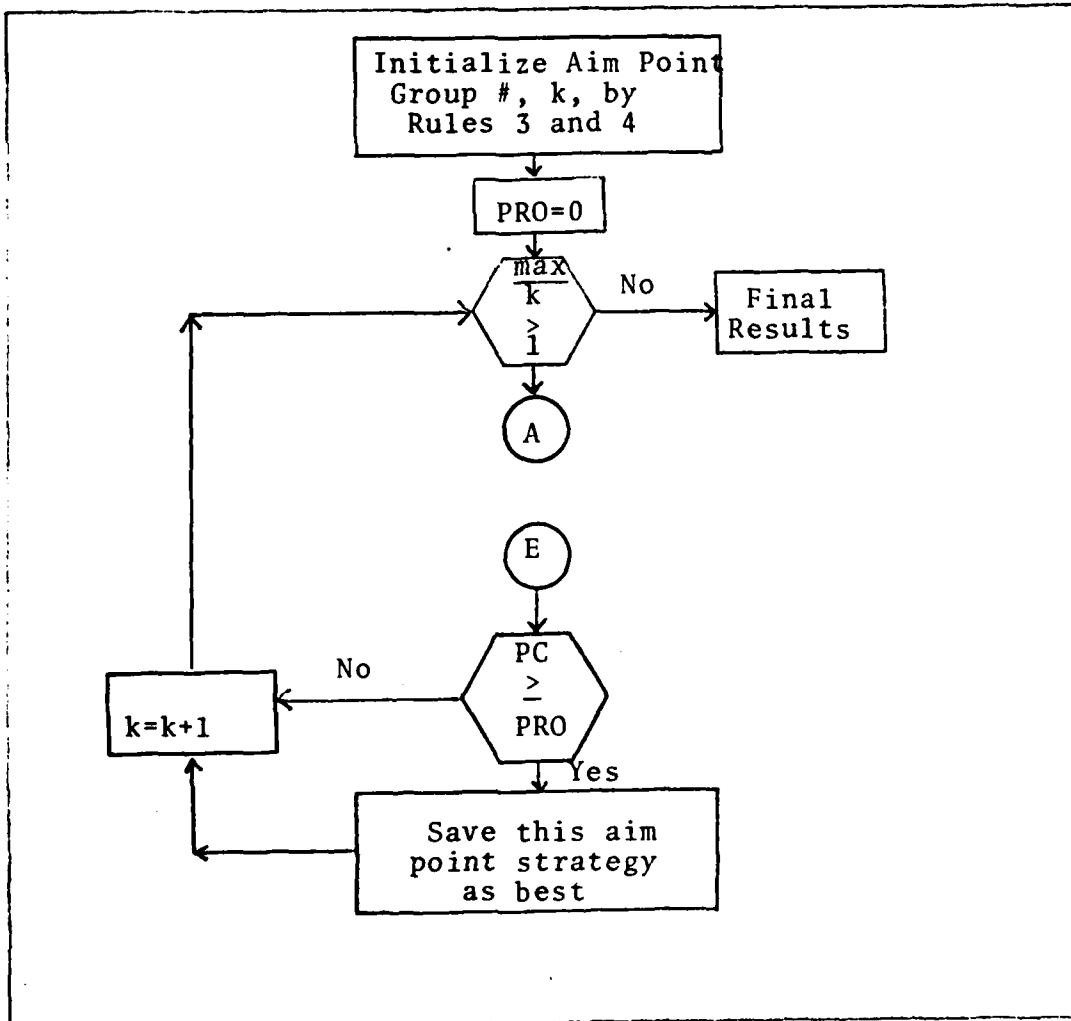 Initialize Aim Point
Group #, k, by
Rules 3 and 4
PRO=0
max
k
>
1
No
Final
Results
A
E
PC
≥
PRO
No
Yes
k=k+1
Save this aim
point strategy
as best